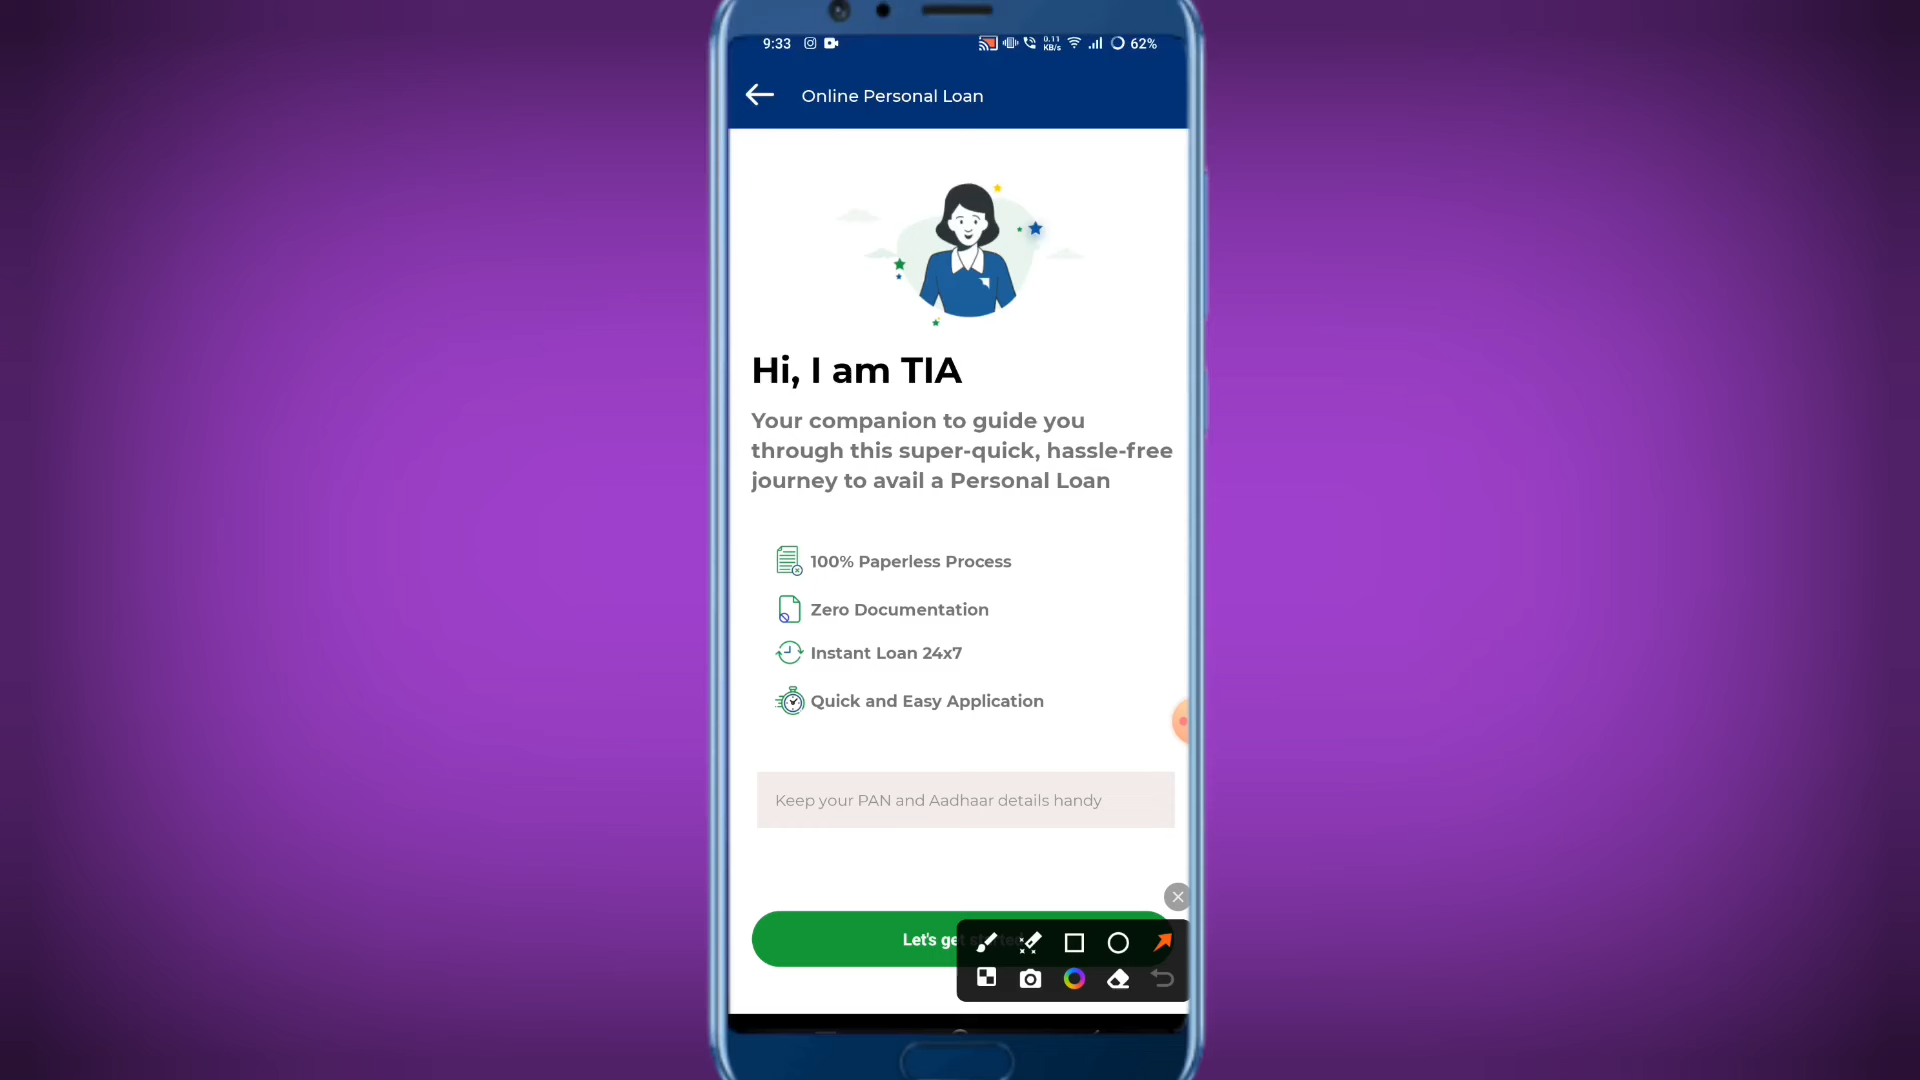 9:33
0.11
KB/s
62%
Online Personal Loan
Hi, I am TIA
Your companion to guide you
through this super-quick, hassle-free
journey to avail a Personal Loan
100% Paperless Process
Zero Documentation
Instant Loan 24x7
Quick and Easy Application
Keep your PAN and Aadhaar details handy
Let's get started